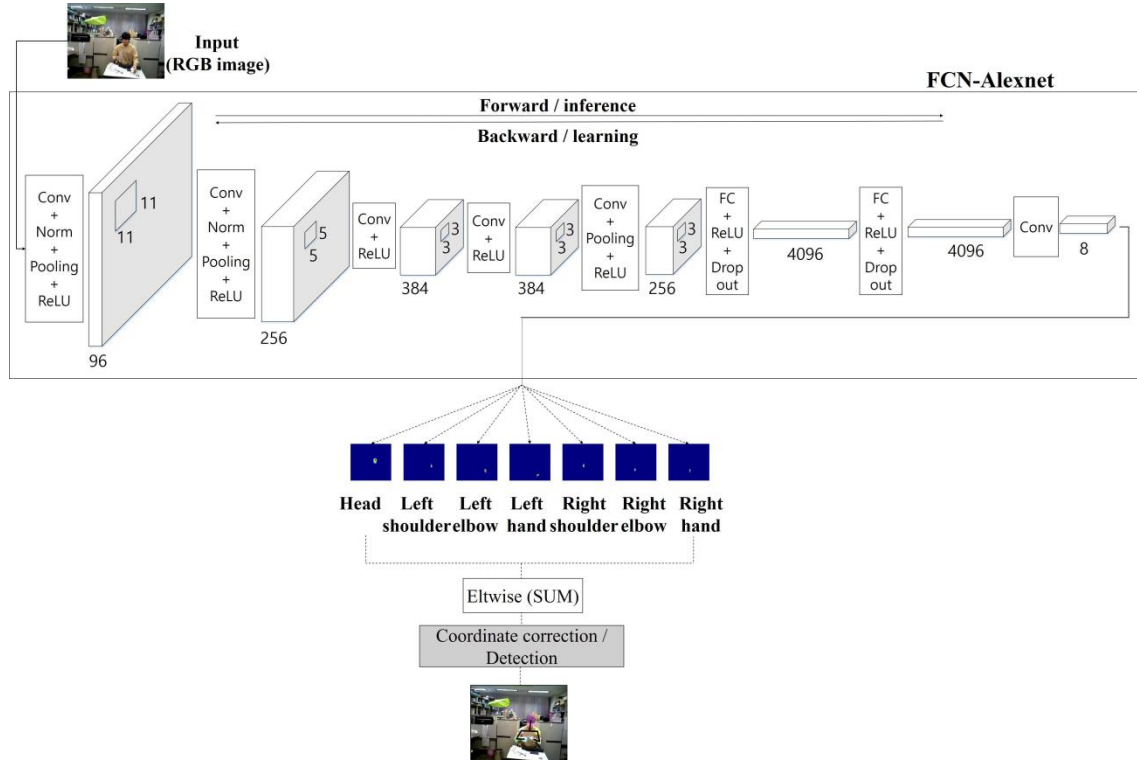 Input
(RGB image)
FCN-Alexnet
Forward / inference
Backward / learning
Conv
+
Norm
+
Pooling
+
ReLU
11
11
96
Conv
+
Norm
+
Pooling
+
ReLU
5
5
256
Conv
+
ReLU
3
3
384
Conv
+
ReLU
3
3
384
Conv
+
Pooling
+
ReLU
3
3
256
FC
+
ReLU
+
Drop
out
4096
FC
+
ReLU
+
Drop
out
4096
Conv
8
Head
Left
shoulder
Left
elbow
Left
hand
Right
shoulder
Right
elbow
Right
hand
Eltwise (SUM)
Coordinate correction /
Detection